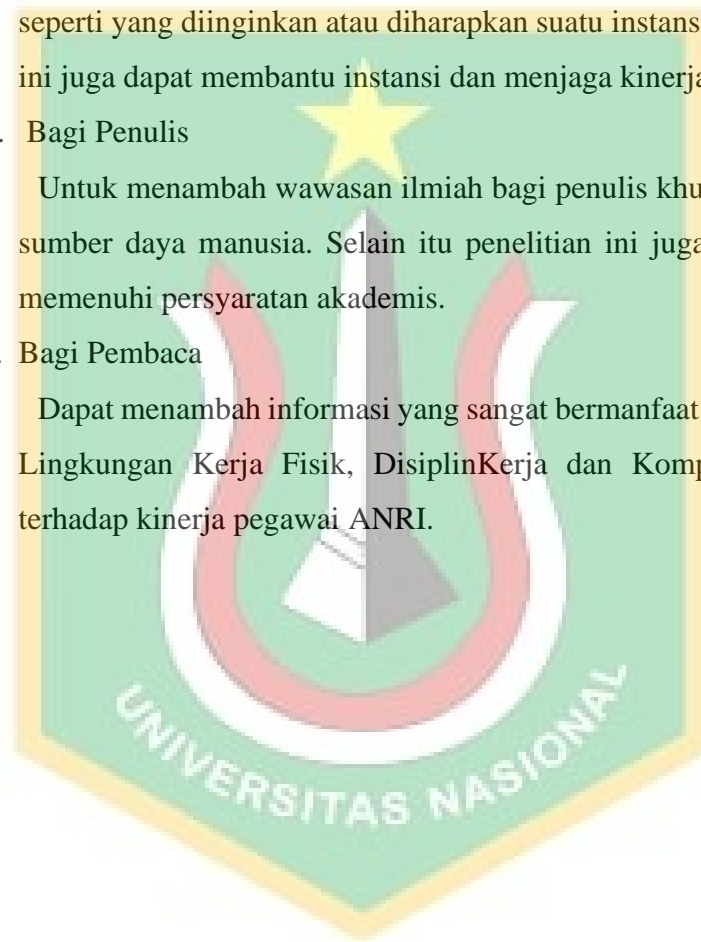 seperti yang diinginkan atau diharapkan suatu instans
ini juga dapat membantu instansi dan menjaga kinerja
. Bagi Penulis
Untuk menambah wawasan ilmiah bagi penulis khu
sumber daya manusia. Selain itu penelitian ini juga
memenuhi persyaratan akademis.
. Bagi Pembaca
Dapat menambah informasi yang sangat bermanfaat
Lingkungan Kerja Fisik, DisiplinKerja dan Komp
terhadap kinerja pegawai ANRI.
UNIVERSITAS NASIONAL